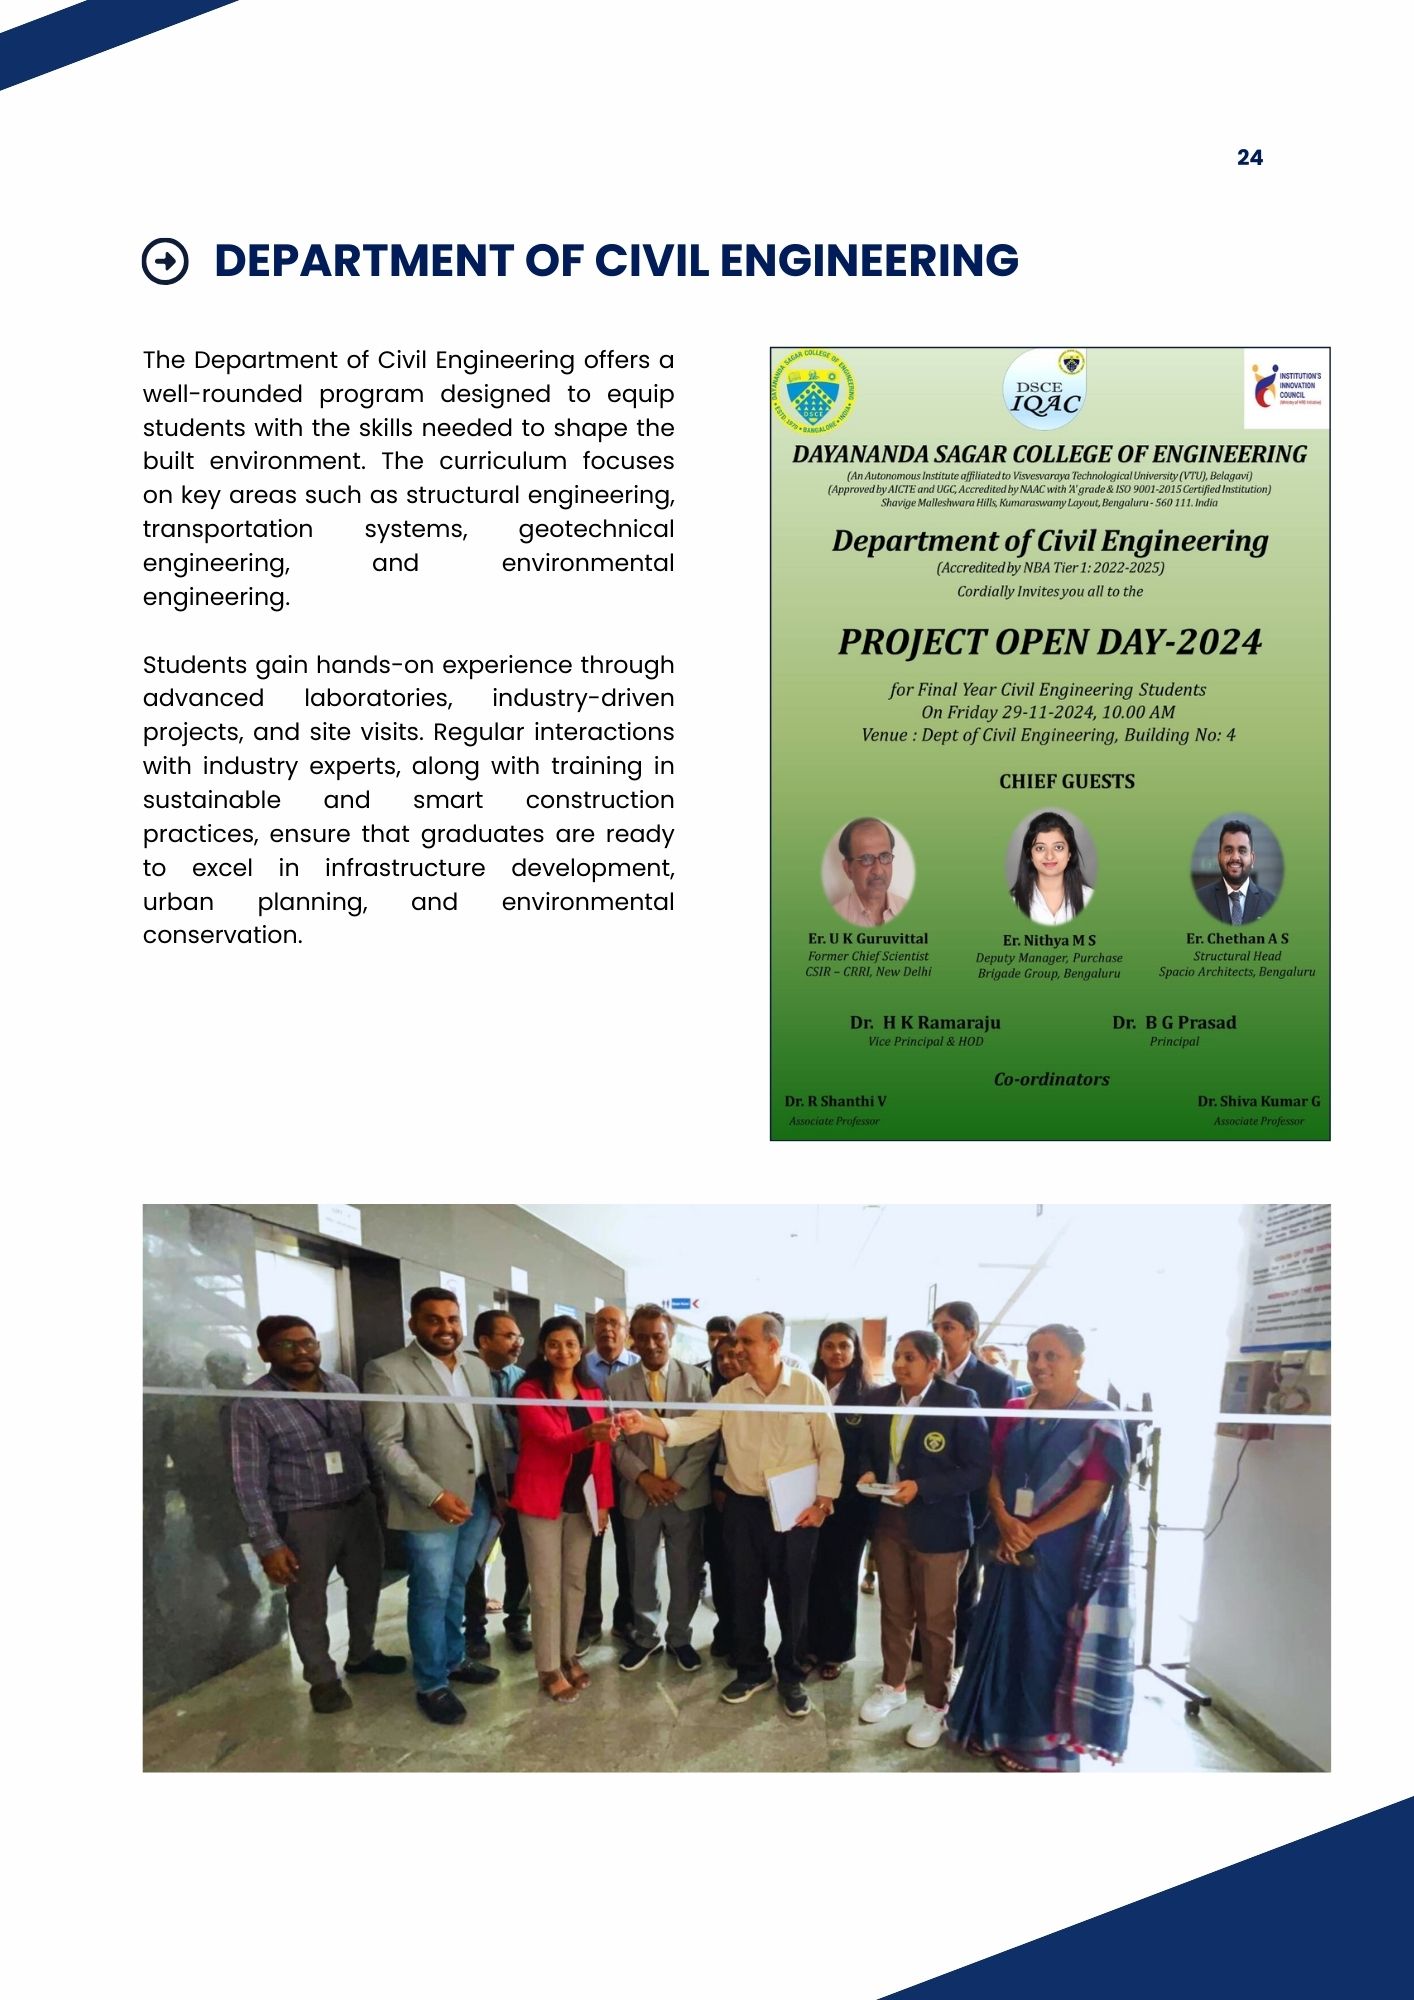 24
DEPARTMENT OF CIVIL ENGINEERING
The Department of Civil Engineering offers a
well-rounded program designed to equip
students with the skills needed to shape the
built environment. The curriculum focuses
on key areas such as structural engineering,
transportation systems, geotechnical
engineering, and environmental
engineering.
Students gain hands-on experience through
advanced laboratories, industry-driven
projects, and site visits. Regular interactions
with industry experts, along with training in
sustainable and smart construction
practices, ensure that graduates are ready
to excel in infrastructure development,
urban planning, and environmental
conservation.
DAYANANDA SAGAR COLLEGE OF ENGINEERING
DSCE
ESTD. 1979 • BANGALORE • INDIA
DSCE
IQAC
INSTITUTION'S
INNOVATION
COUNCIL
(Ministry of HRD Initiative)
DAYANANDA SAGAR COLLEGE OF ENGINEERING
(An Autonomous Institute affiliated to Visvesvaraya Technological University (VTU), Belagavi)
(Approved by AICTE and UGC, Accredited by NAAC with 'A' grade & ISO 9001-2015 Certified Institution)
Shavige Malleshwara Hills, Kumaraswamy Layout, Bengaluru - 560 111. India
Department of Civil Engineering
(Accredited by NBA Tier 1: 2022-2025)
Cordially Invites you all to the
PROJECT OPEN DAY-2024
for Final Year Civil Engineering Students
On Friday 29-11-2024, 10.00 AM
Venue : Dept of Civil Engineering, Building No: 4
CHIEF GUESTS
Er. U K Guruvittal
Former Chief Scientist
CSIR – CRRI, New Delhi
Er. Nithya M S
Deputy Manager, Purchase
Brigade Group, Bengaluru
Er. Chethan A S
Structural Head
Spacio Architects, Bengaluru
Dr. H K Ramaraju
Vice Principal & HOD
Dr. B G Prasad
Principal
Co-ordinators
Dr. R Shanthi V
Associate Professor
Dr. Shiva Kumar G
Associate Professor